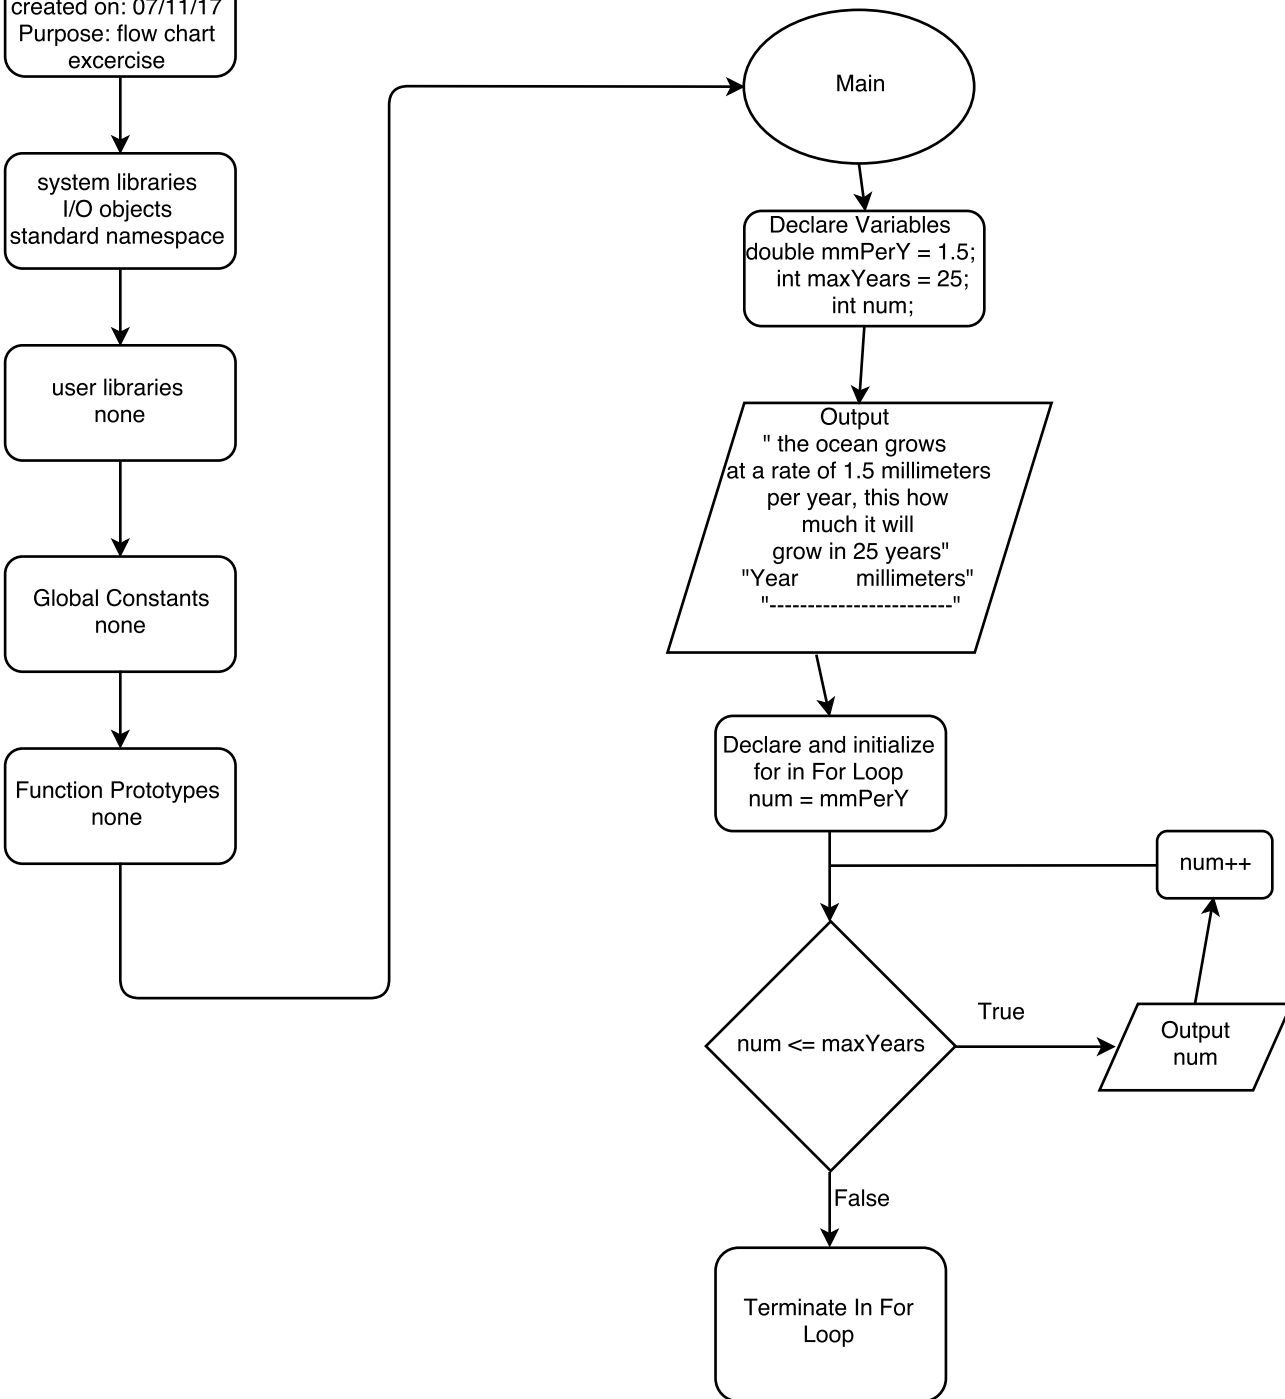 created on: 07/11/17
Purpose: flow chart
excercise
system libraries
I/O objects
standard namespace
user libraries
none
Global Constants
none
Function Prototypes
none
Main
Declare Variables
double mmPerY = 1.5;
int maxYears = 25;
int num;
Output
" the ocean grows
at a rate of 1.5 millimeters
per year, this how
much it will
grow in 25 years"
"Year millimeters"
"------------------------"
Declare and initialize
for in For Loop
num = mmPerY
num++
num <= maxYears
True
Output
num
False
Terminate In For
Loop